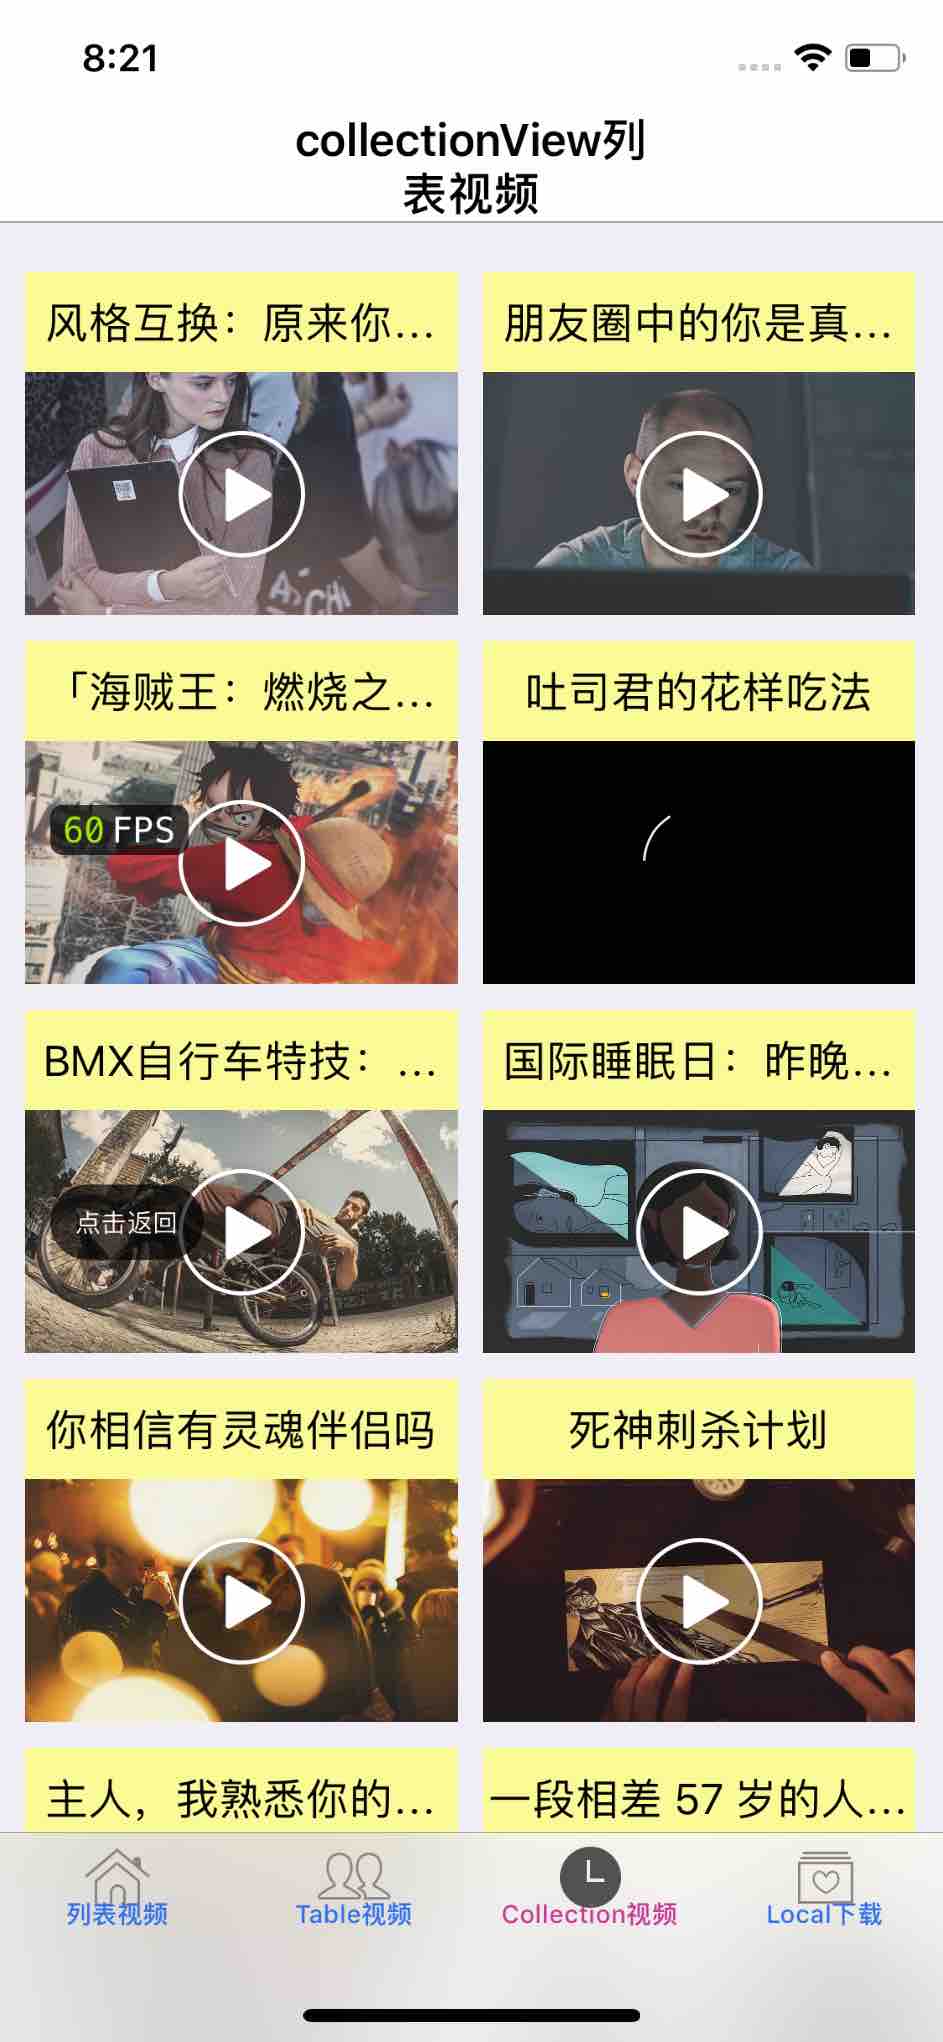 8:21
collectionView列
表视频
风格互换：原来你…
朋友圈中的你是真…
「海贼王：燃烧之…
吐司君的花样吃法
60 FPS
BMX自行车特技：…
国际睡眠日：昨晚…
点击返回
你相信有灵魂伴侣吗
死神刺杀计划
主人，我熟悉你的…
一段相差 57 岁的人…
列表视频
Table视频
Collection视频
Local下载